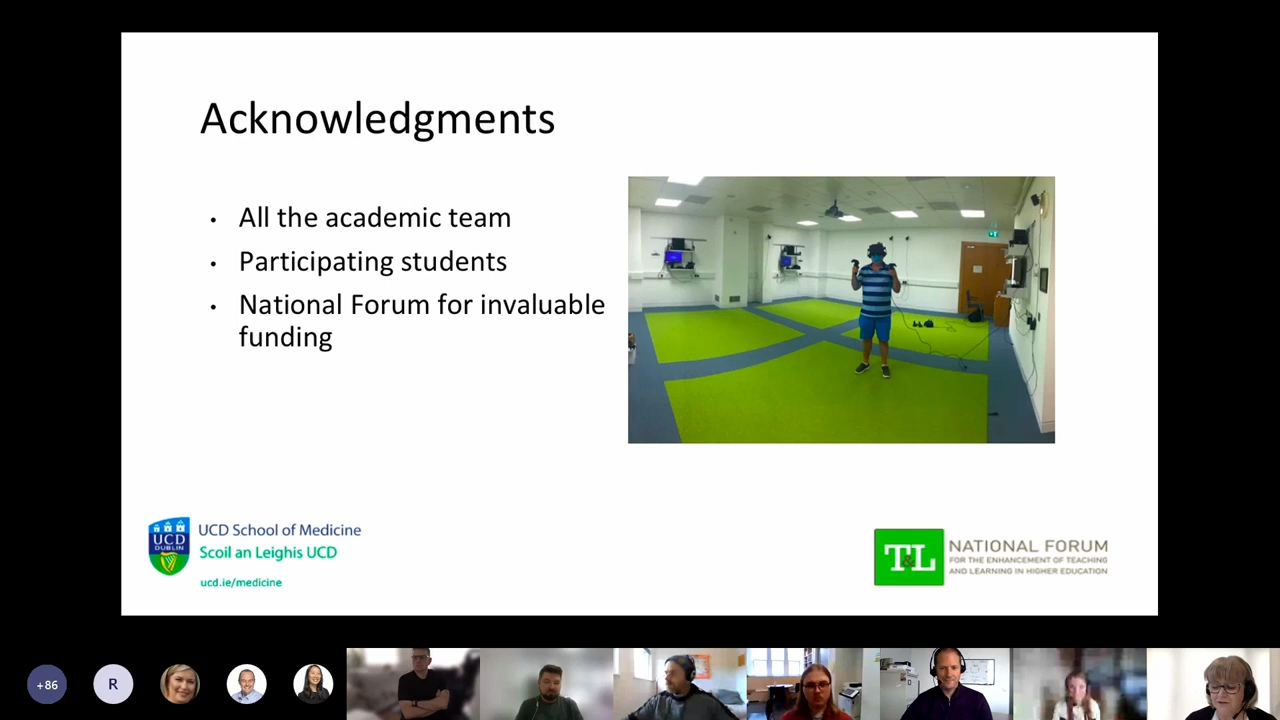 Acknowledgments
• All the academic team
• Participating students
• National Forum for invaluable
funding
UCD
DUBLIN
UCD School of Medicine
Scoil an Leighis UCD
ucd.ie/medicine
T&L
NATIONAL FORUM
FOR THE ENHANCEMENT OF TEACHING
AND LEARNING IN HIGHER EDUCATION
+86
R